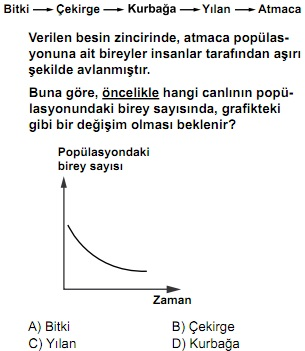 Bitki → Çekirge → Kurbağa → Yılan → Atmaca
Verilen besin zincirinde, atmaca popülas-
yonuna ait bireyler insanlar tarafından aşırı
şekilde avlanmıştır.
Buna göre, öncelikle hangi canlının popü-
lasyonundaki birey sayısında, grafikteki
gibi bir değişim olması beklenir?
Popülasyondaki
birey sayısı
Zaman
A) Bitki B) Çekirge
C) Yılan D) Kurbağa